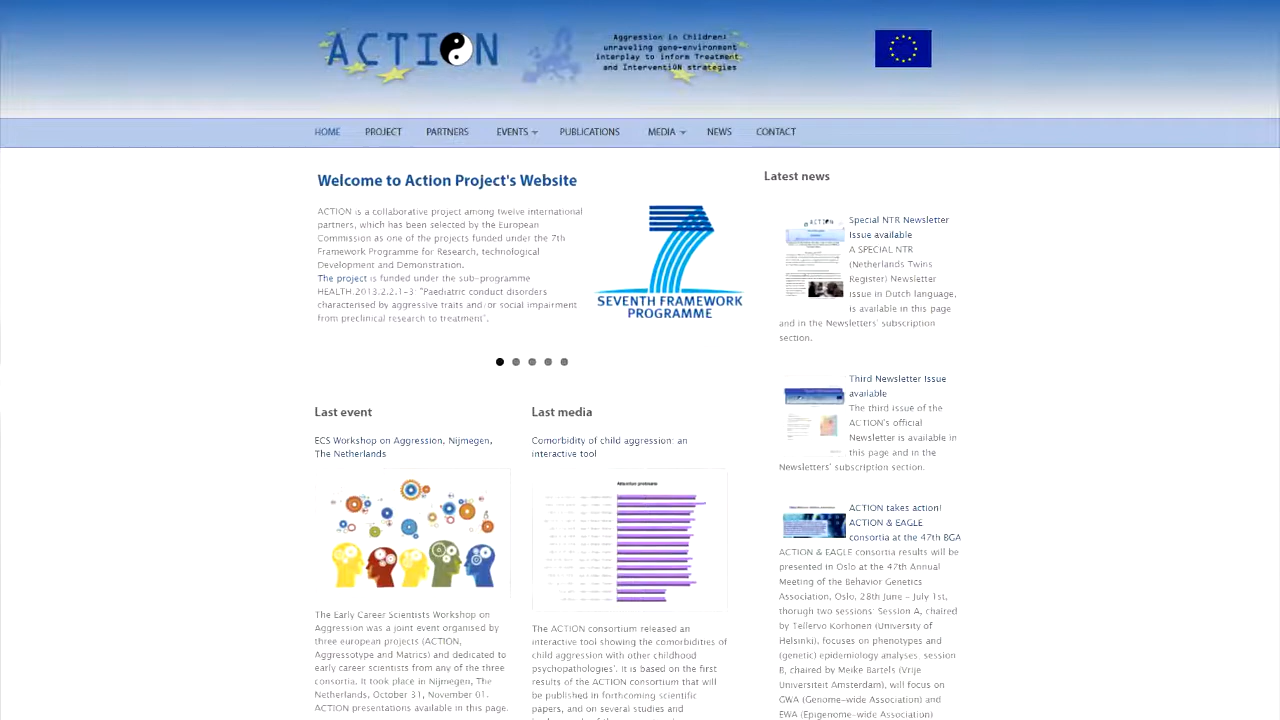 ACTION
Aggression in Children:
unraveling gene-environment
interplay to inform Treatment
and InterventiON strategies
HOME PROJECT PARTNERS EVENTS PUBLICATIONS MEDIA NEWS CONTACT
Welcome to Action Project's Website
ACTION is a collaborative project among twelve international
partners, which has been selected by the European
Commission as one of the projects funded under the 7th
Framework Programme for Research, technological
Development and Demonstration.
The project is funded under the sub-programme
HEALTH.2013.2.2.1-3: "Paediatric conduct disorders
characterised by aggressive traits and/or social impairment
from preclinical research to treatment".
SEVENTH FRAMEWORK
PROGRAMME
Last event
ECS Workshop on Aggression, Nijmegen,
The Netherlands
The Early Career Scientists Workshop on
Aggression was a joint event organised by
three european projects (ACTION,
Aggressotype and Matrics) and dedicated to
early career scientists from any of the three
consortia. It took place in Nijmegen, The
Netherlands, October 31, November 01.
ACTION presentations available in this page.
Last media
Comorbidity of child aggression: an
interactive tool
The ACTION consortium released an
interactive tool showing the comorbidities of
child aggression with other childhood
psychopathologies'. It is based on the first
results of the ACTION consortium that will
be published in forthcoming scientific
papers, and on several studies and
Latest news
Special NTR Newsletter
Issue available
A SPECIAL NTR
(Netherlands Twins
Register) Newsletter
issue in Dutch language,
is available in this page
and in the Newsletters' subscription
section.
Third Newsletter Issue
available
The third issue of the
ACTION's official
Newsletter is available in
this page and in the
Newsletters' subscription section.
ACTION takes action!
ACTION & EAGLE
consortia at the 47th BGA
ACTION & EAGLE consortia results will be
presented in Oslo at the 47th Annual
Meeting of the Behavior Genetics
Association, Oslo, 28th June - July 1st,
thorugh two sessions: Session A, chaired
by Tellervo Korhonen (University of
Helsinki), focuses on phenotypes and
(genetic) epidemiology analyses, session
B, chaired by Meike Bartels (Vrije
Universiteit Amsterdam), will focus on
GWA (Genome-wide Association) and
EWA (Epigenome-wide Association)